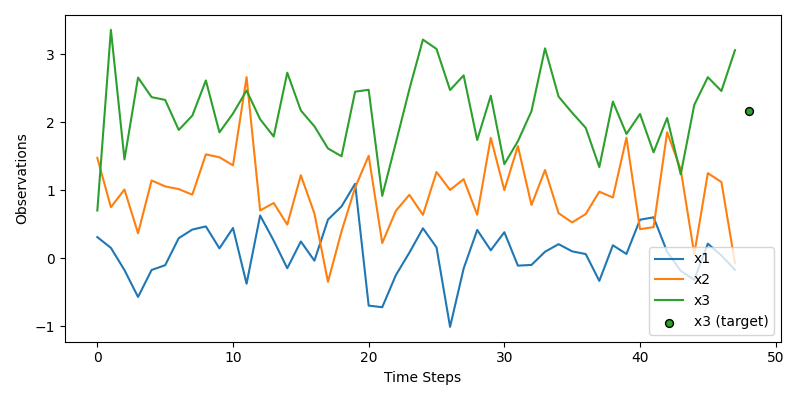 3
2
1
0
−1
Observations
0
10
20
30
40
50
Time Steps
x1
x2
x3
x3 (target)